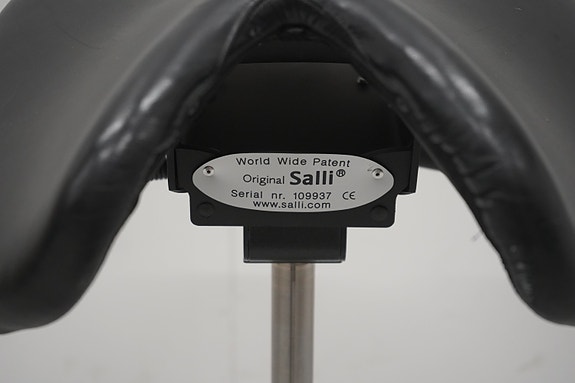 World Wide Patent
Original Salli®
Serial nr. 109937 CE
www.salli.com